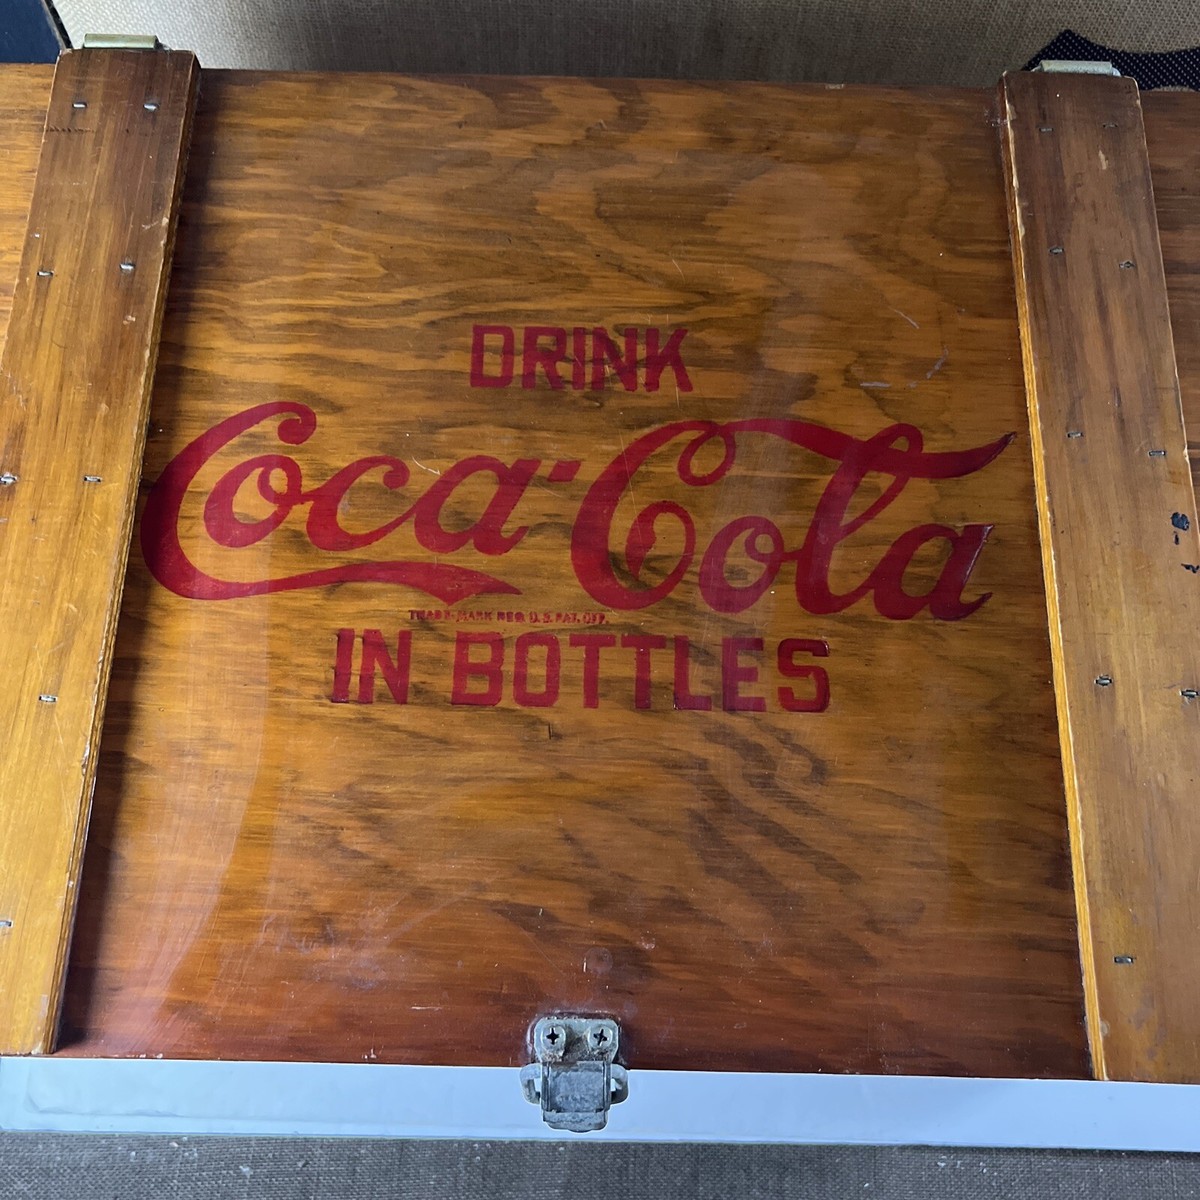 DRINK
Coca-Cola
TRADE-MARK REG. U.S. PAT. OFF.
IN BOTTLES